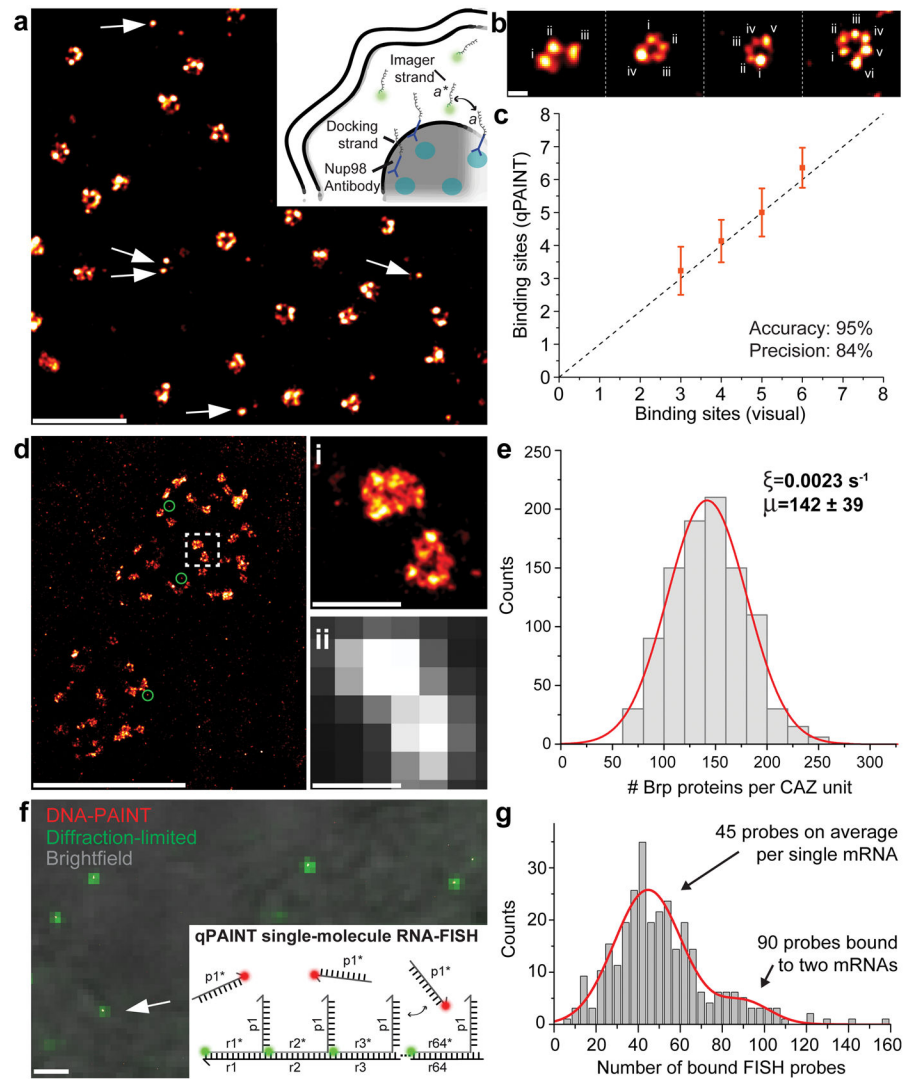 a
Imager
strand
a*
a
Docking
strand
Nup98
Antibody
b
i
ii
iii
i
ii
iii
iv
i
ii
iii
iv
v
i
ii
iii
iv
v
vi
c
Binding sites (qPAINT)
8
7
6
5
4
3
2
1
0
0 1 2 3 4 5 6 7 8
Accuracy: 95%
Precision: 84%
Binding sites (visual)
d
i
ii
e
Counts
250
200
150
100
50
0
ξ=0.0023 s⁻¹
μ=142 ± 39
0 50 100 150 200 250 300
# Brp proteins per CAZ unit
f
DNA-PAINT
Diffraction-limited
Brightfield
qPAINT single-molecule RNA-FISH
p1* p1* p1*
p1 p1 p1 p1
r1* r2* r3* r64*
r1 r2 r3 r64
g
Counts
30
20
10
0
45 probes on average
per single mRNA
90 probes bound
to two mRNAs
0 20 40 60 80 100 120 140 160
Number of bound FISH probes